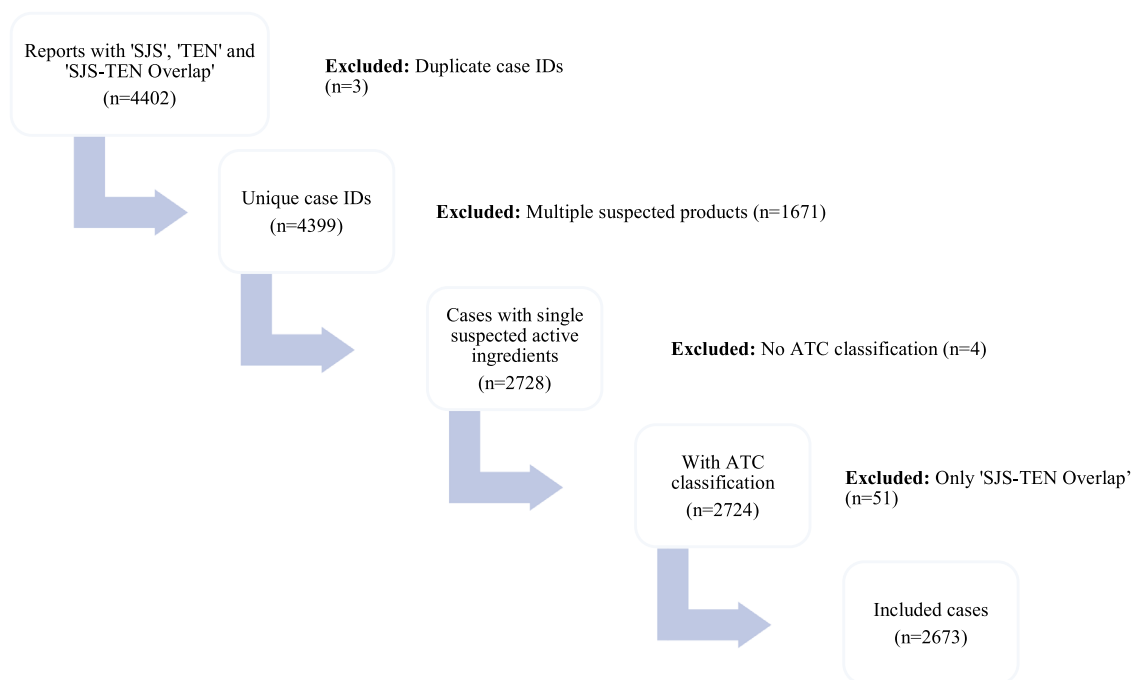 Reports with 'SJS', 'TEN' and
'SJS-TEN Overlap'
(n=4402)
Excluded: Duplicate case IDs
(n=3)
Unique case IDs
(n=4399)
Excluded: Multiple suspected products (n=1671)
Cases with single
suspected active
ingredients
(n=2728)
Excluded: No ATC classification (n=4)
With ATC
classification
(n=2724)
Excluded: Only 'SJS-TEN Overlap’
(n=51)
Included cases
(n=2673)